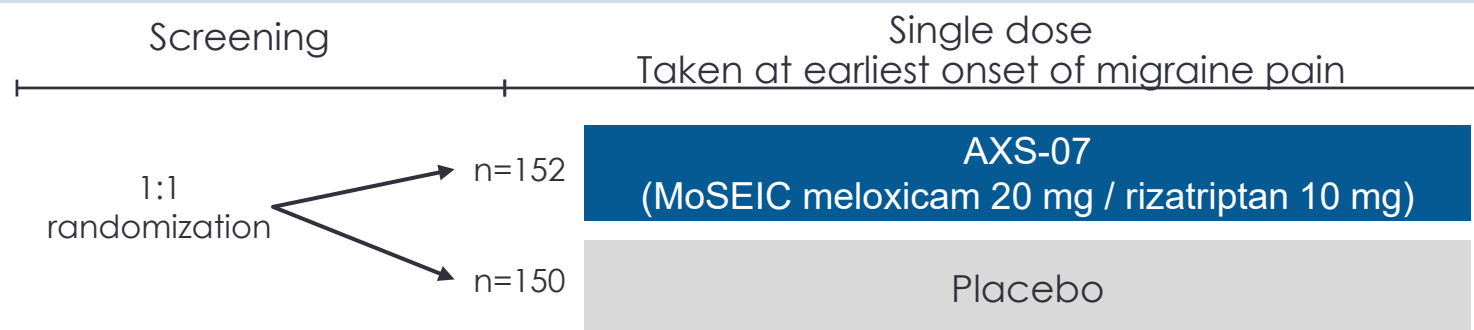 Screening
Single dose
Taken at earliest onset of migraine pain
1:1
randomization
n=152
AXS-07
(MoSEIC meloxicam 20 mg / rizatriptan 10 mg)
n=150
Placebo